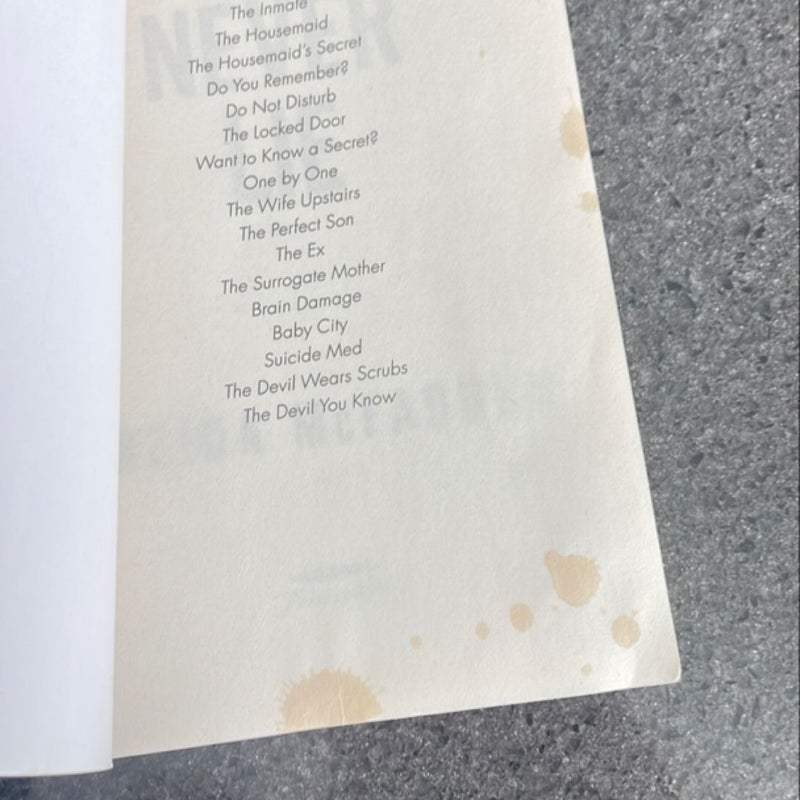 The Inmate
The Housemaid
The Housemaid's Secret
Do You Remember?
Do Not Disturb
The Locked Door
Want to Know a Secret?
One by One
The Wife Upstairs
The Perfect Son
The Ex
The Surrogate Mother
Brain Damage
Baby City
Suicide Med
The Devil Wears Scrubs
The Devil You Know